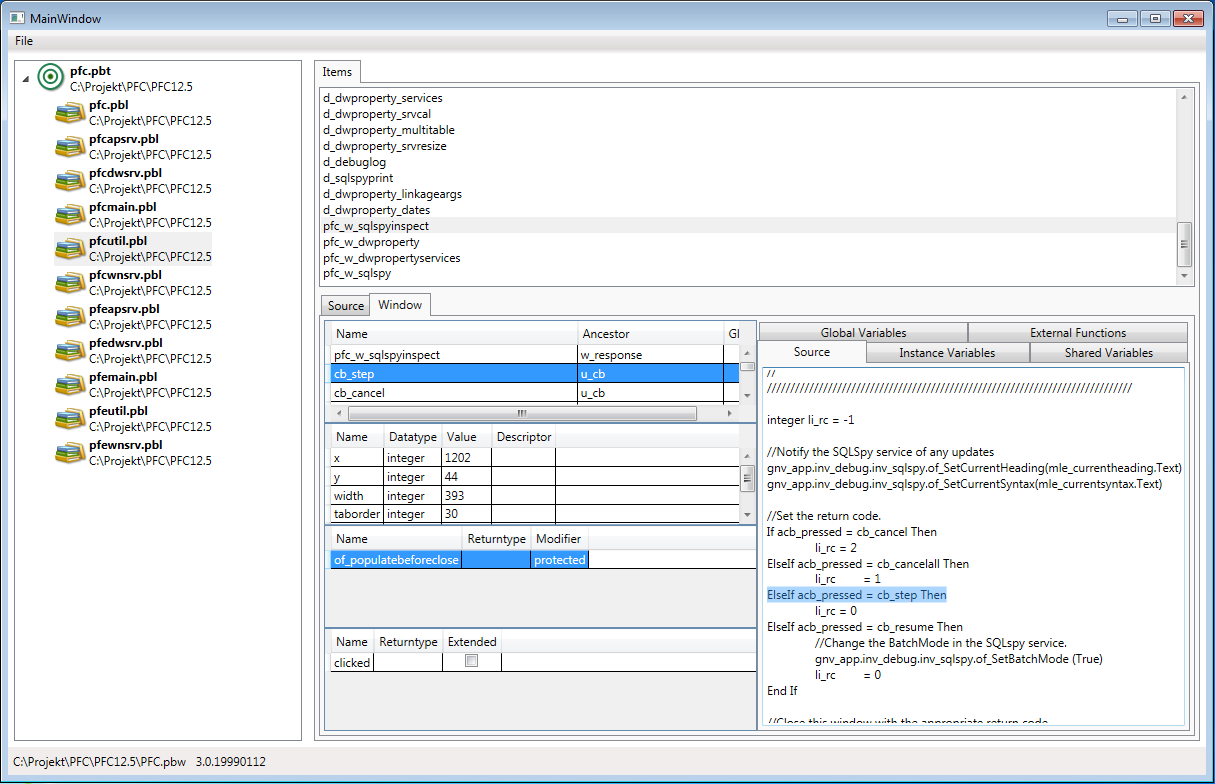 MainWindow
File
pfc.pbt
C:\Projekt\PFC\PFC12.5
pfc.pbl
C:\Projekt\PFC\PFC12.5
pfcapsrv.pbl
C:\Projekt\PFC\PFC12.5
pfcdwsrv.pbl
C:\Projekt\PFC\PFC12.5
pfcmain.pbl
C:\Projekt\PFC\PFC12.5
pfcutil.pbl
C:\Projekt\PFC\PFC12.5
pfcwnsrv.pbl
C:\Projekt\PFC\PFC12.5
pfeapsrv.pbl
C:\Projekt\PFC\PFC12.5
pfedwsrv.pbl
C:\Projekt\PFC\PFC12.5
pfemain.pbl
C:\Projekt\PFC\PFC12.5
pfeutil.pbl
C:\Projekt\PFC\PFC12.5
pfewnsrv.pbl
C:\Projekt\PFC\PFC12.5
Items
d_dwproperty_services
d_dwproperty_srvcal
d_dwproperty_multitable
d_dwproperty_srvresize
d_debuglog
d_sqlspyprint
d_dwproperty_linkageargs
d_dwproperty_dates
pfc_w_sqlspyinspect
pfc_w_dwproperty
pfc_w_dwpropertyservices
pfc_w_sqlspy
Source Window
Name Ancestor Gl
pfc_w_sqlspyinspect w_response
cb_step u_cb
cb_cancel u_cb
Name Datatype Value Descriptor
x integer 1202
y integer 44
width integer 393
taborder integer 30
Name Returntype Modifier
of_populatebeforeclose protected
Name Returntype Extended
clicked
Global Variables External Functions
Source Instance Variables Shared Variables
//
//////////////////////////////////////////////////////////////////////////////
integer li_rc = -1
//Notify the SQLSpy service of any updates
gnv_app.inv_debug.inv_sqlspy.of_SetCurrentHeading(mle_currentheading.Text)
gnv_app.inv_debug.inv_sqlspy.of_SetCurrentSyntax(mle_currentsyntax.Text)
//Set the return code.
If acb_pressed = cb_cancel Then
li_rc = 2
ElseIf acb_pressed = cb_cancelall Then
li_rc = 1
ElseIf acb_pressed = cb_step Then
li_rc = 0
ElseIf acb_pressed = cb_resume Then
//Change the BatchMode in the SQLspy service.
gnv_app.inv_debug.inv_sqlspy.of_SetBatchMode (True)
li_rc = 0
End If
//Close this window with the appropriate return code
C:\Projekt\PFC\PFC12.5\PFC.pbw 3.0.19990112